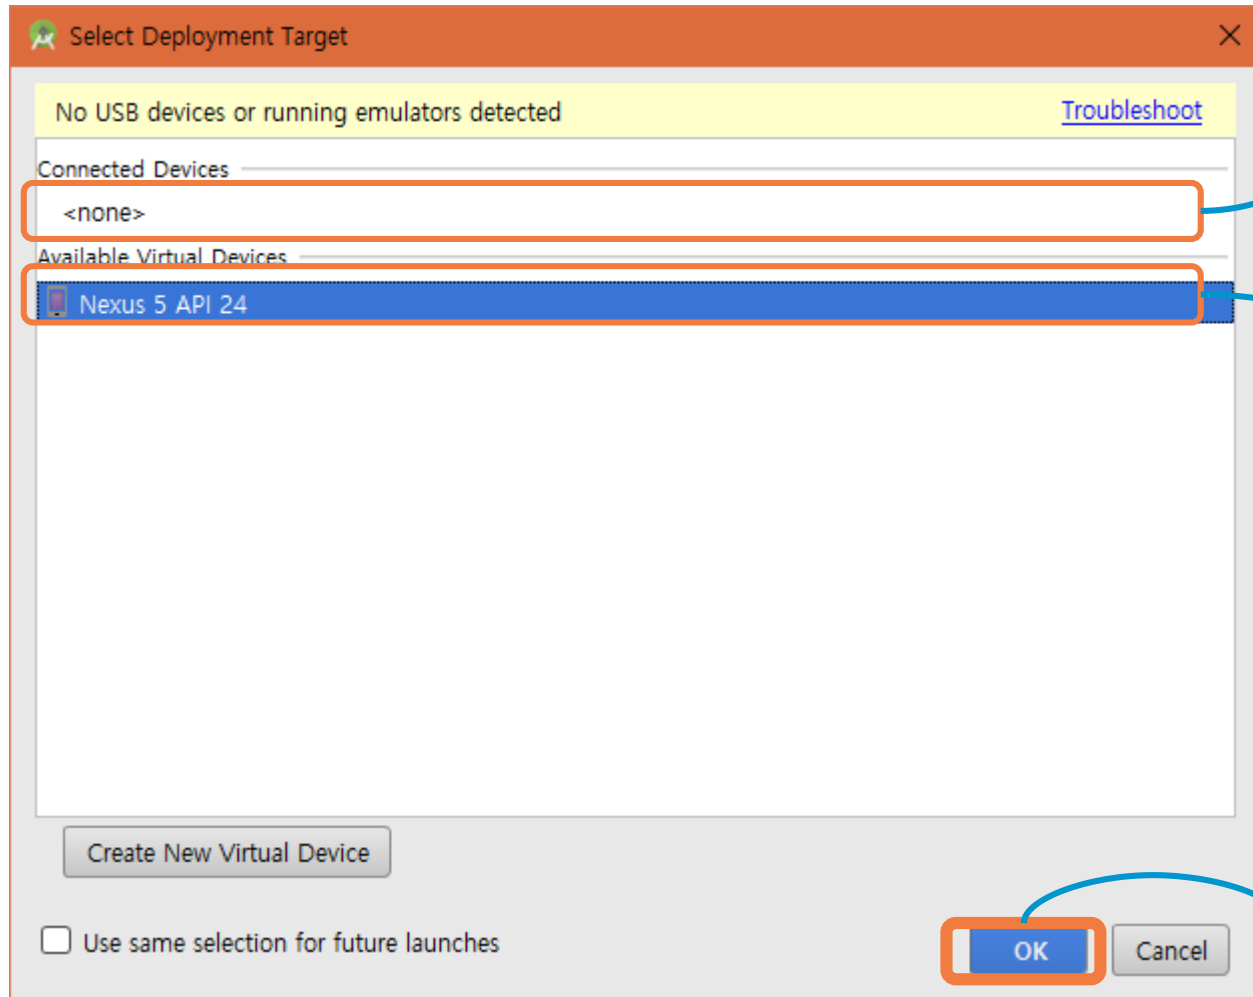 Select Deployment Target
No USB devices or running emulators detected Troubleshoot
Connected Devices
<none>
Available Virtual Devices
Nexus 5 API 24
Create New Virtual Device
Use same selection for future launches
OK Cancel